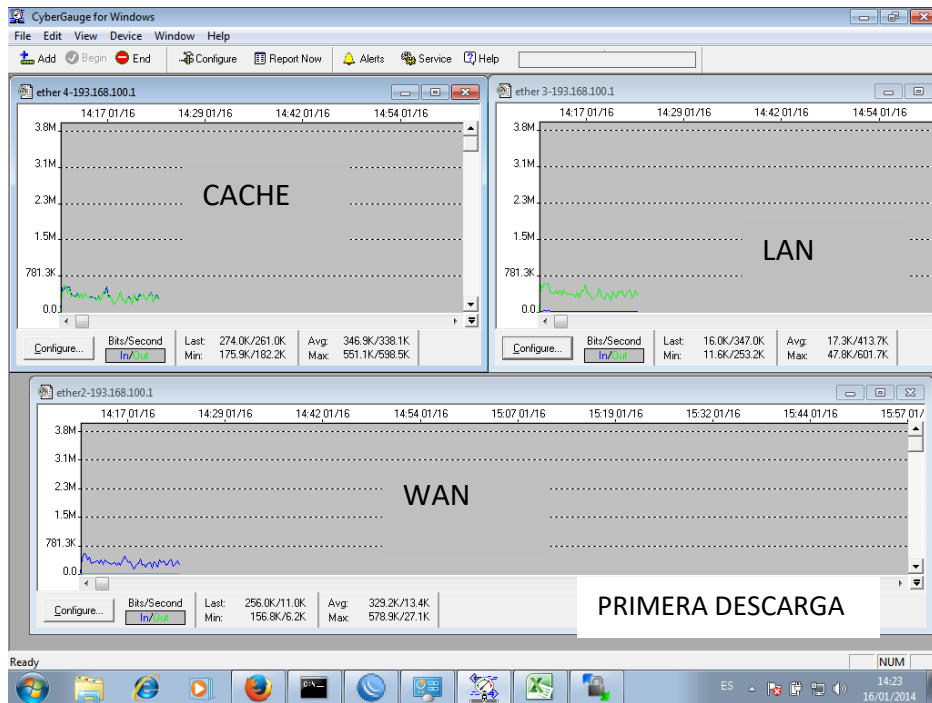 CyberGauge for Windows
File Edit View Device Window Help
Add Begin End Configure Report Now Alerts Service Help
ether 4-193.168.100.1
14:17 01/16 14:29 01/16 14:42 01/16 14:54 01/16
3.8M
3.1M
2.3M
1.5M
781.3K
0.0
CACHE
Configure...
Bits/Second
In/Out
Last: 274.0K/261.0K Avg: 346.9K/338.1K
Min: 175.9K/182.2K Max: 551.1K/598.5K
ether 3-193.168.100.1
14:17 01/16 14:29 01/16 14:42 01/16 14:54 01/16
3.8M
3.1M
2.3M
1.5M
781.3K
0.0
LAN
Configure...
Bits/Second
In/Out
Last: 16.0K/347.0K Avg: 17.3K/413.7K
Min: 11.6K/253.2K Max: 47.8K/601.7K
ether2-193.168.100.1
14:17 01/16 14:29 01/16 14:42 01/16 14:54 01/16 15:07 01/16 15:19 01/16 15:32 01/16 15:44 01/16 15:57 01/
3.8M
3.1M
2.3M
1.5M
781.3K
0.0
WAN
Configure...
Bits/Second
In/Out
Last: 256.0K/11.0K Avg: 329.2K/13.4K
Min: 156.8K/6.2K Max: 578.9K/27.1K
PRIMERA DESCARGA
Ready NUM
ES 14:23
16/01/2014